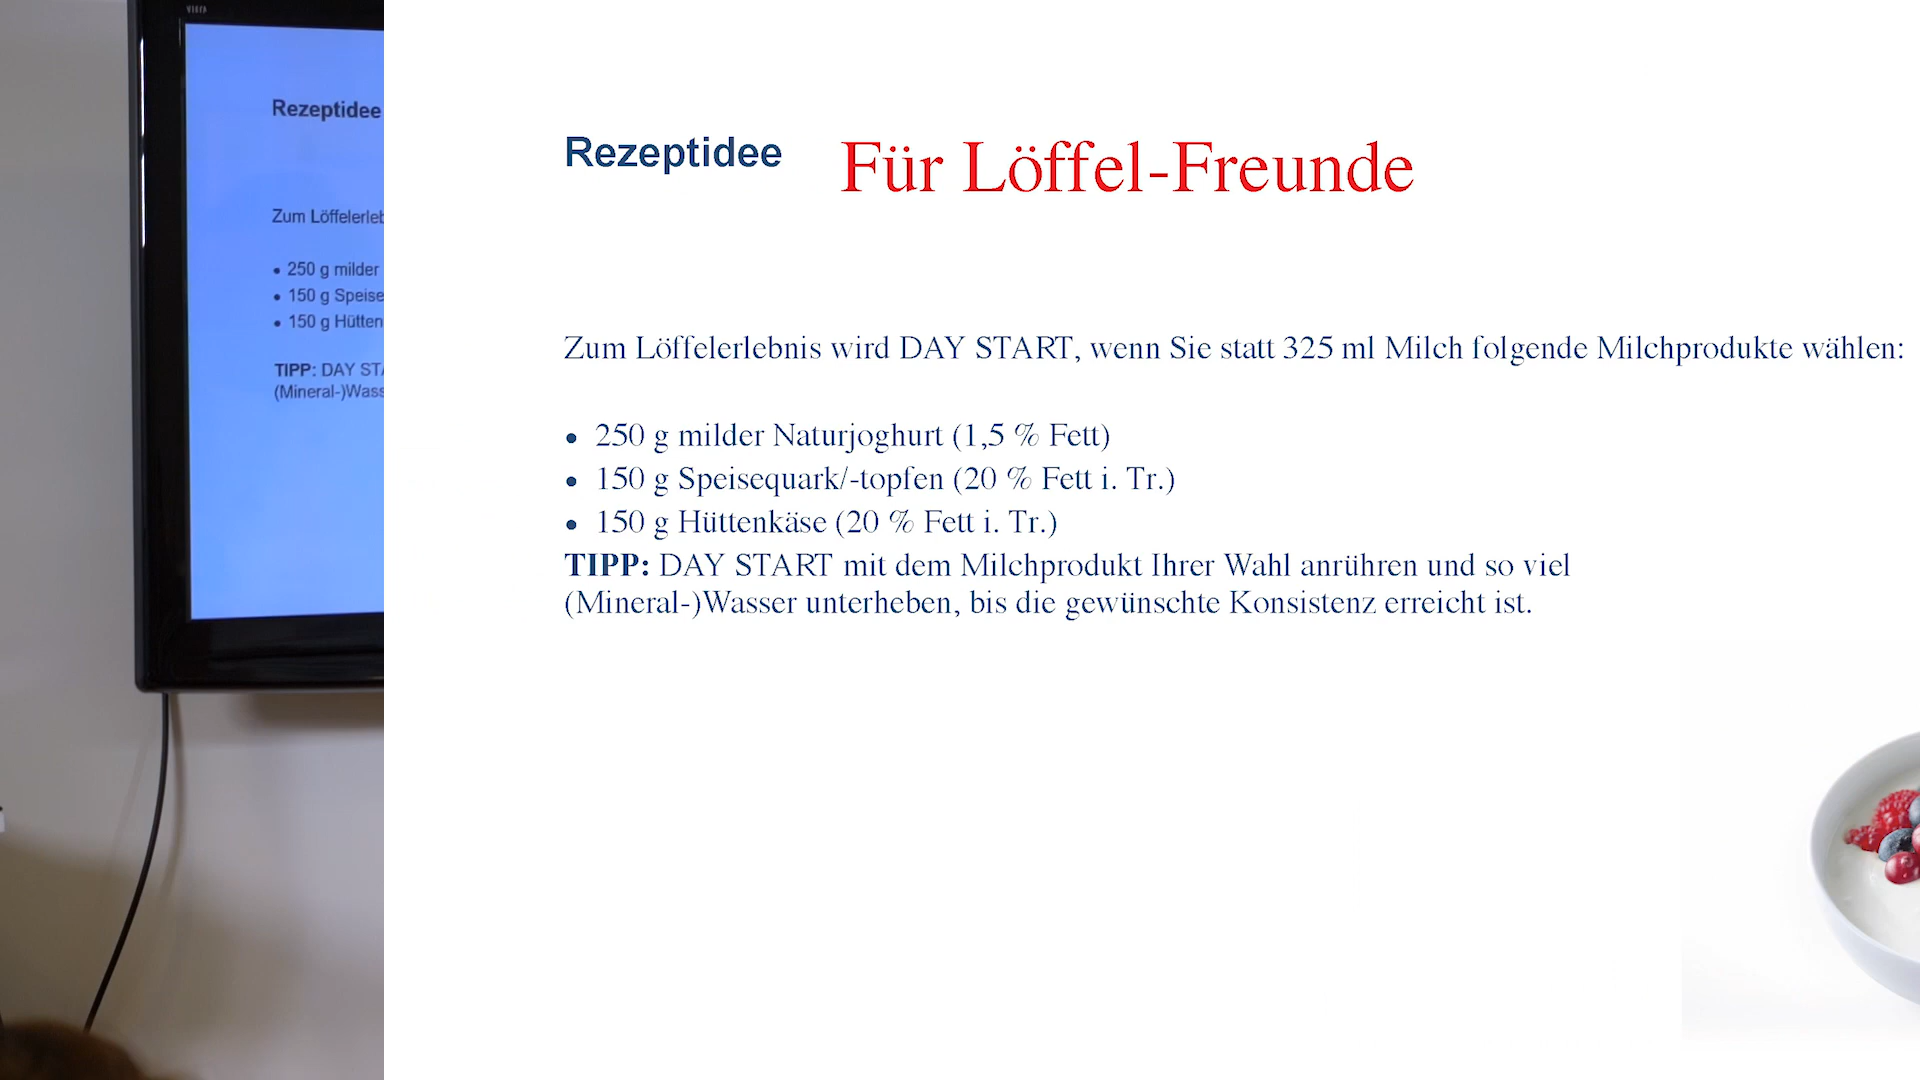 VIERA
Rezeptidee
Zum Löffelerleb
• 250 g milder
• 150 g Speise
• 150 g Hütten
TIPP: DAY STA
(Mineral-)Wass
Rezeptidee Für Löffel-Freunde
Zum Löffelerlebnis wird DAY START, wenn Sie statt 325 ml Milch folgende Milchprodukte wählen:
• 250 g milder Naturjoghurt (1,5 % Fett)
• 150 g Speisequark/-topfen (20 % Fett i. Tr.)
• 150 g Hüttenkäse (20 % Fett i. Tr.)
TIPP: DAY START mit dem Milchprodukt Ihrer Wahl anrühren und so viel
(Mineral-)Wasser unterheben, bis die gewünschte Konsistenz erreicht ist.